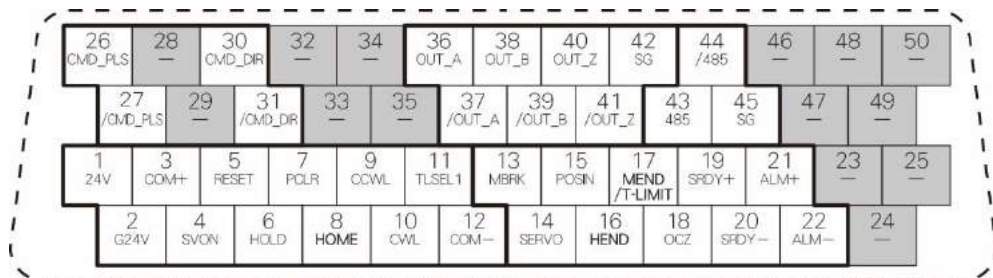 26 28 30 32 34 36 38 40 42 44 46 48 50
CMD_PLS — CMD_DIR — — OUT_A OUT_B OUT_Z SG /485 — — —
27 29 31 33 35 37 39 41 43 45 47 49
/CMD_PLS — /CMD_DIR — — /OUT_A /OUT_B /OUT_Z 485 SG — —
1 3 5 7 9 11 13 15 17 19 21 23 25
24V COM+ RESET PCLR CCWL TLSEL1 MBRK POSIN MEND /T-LIMIT SRDY+ ALM+ — —
2 4 6 8 10 12 14 16 18 20 22 24
G24V SVON HOLD HOME CWL COM− SERVO HEND OCZ SRDY− ALM− —